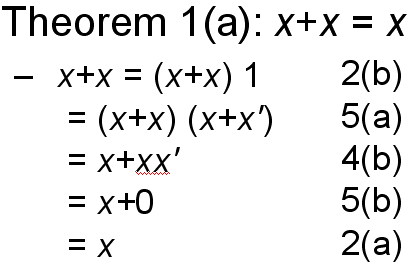 Theorem 1(a): x+x = x
– x+x = (x+x) 1 2(b)
= (x+x) (x+x′) 5(a)
= x+xx′ 4(b)
= x+0 5(b)
= x 2(a)